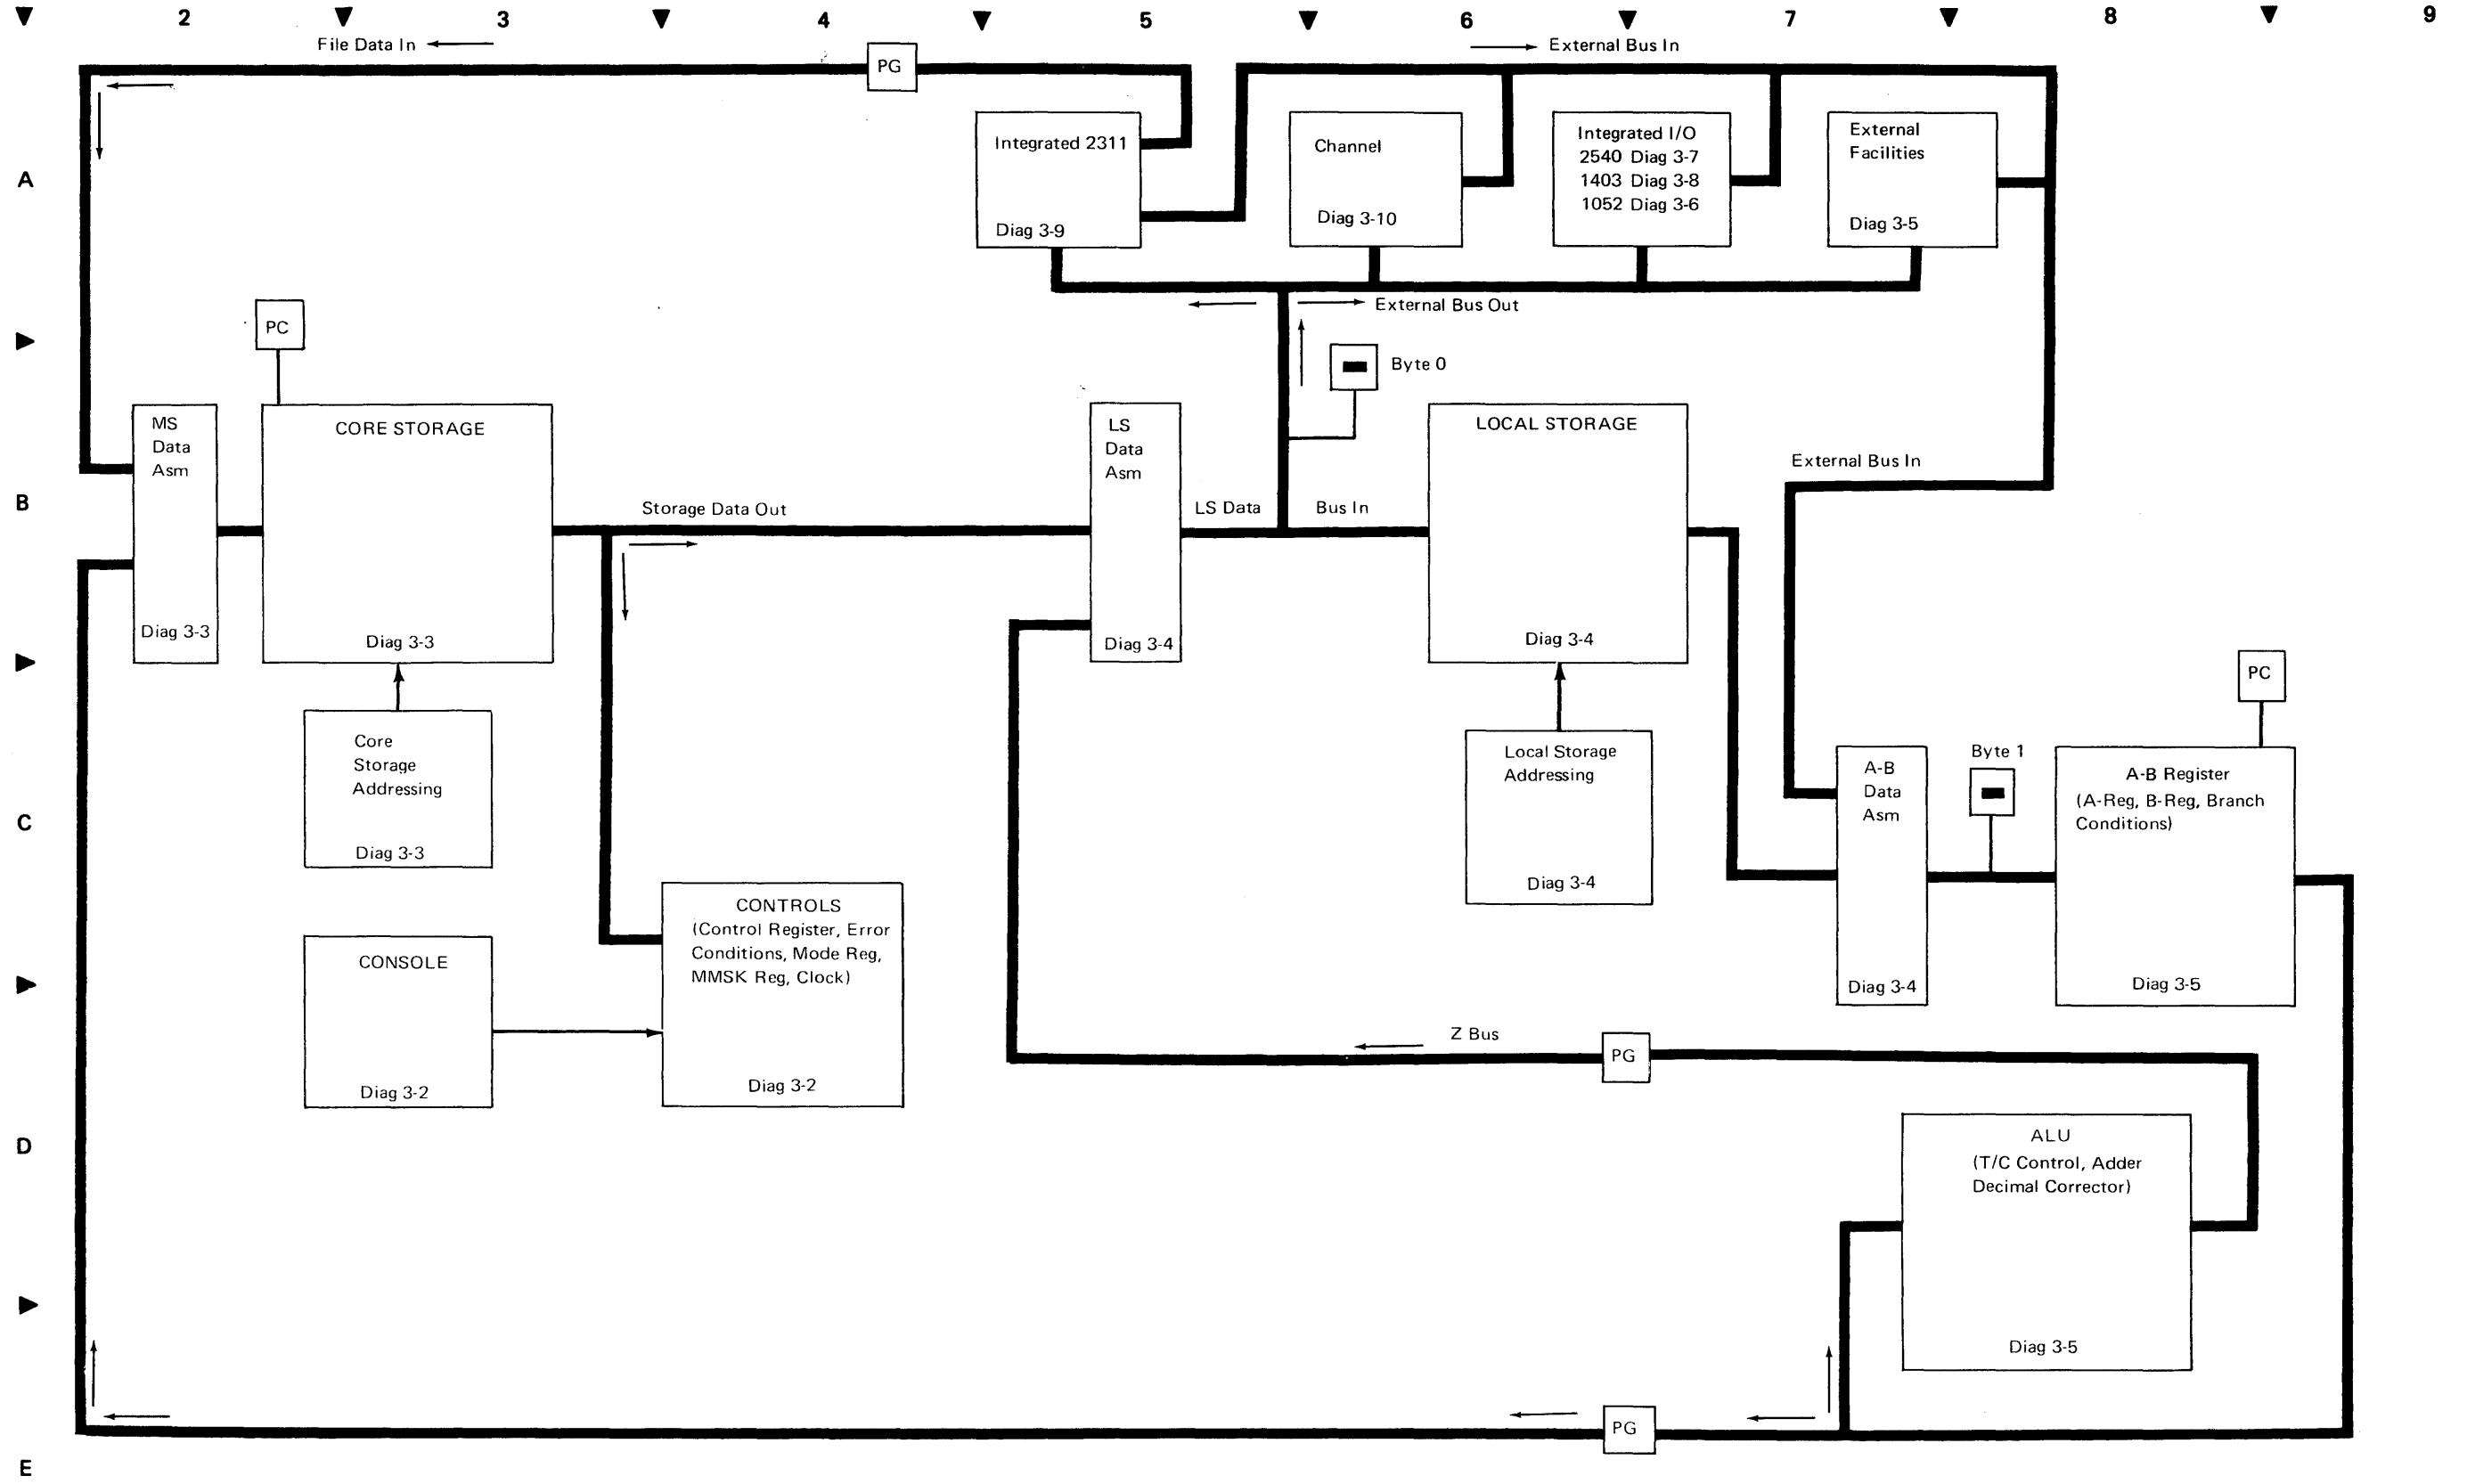 2 3 4 5 6 7 8 9
File Data In
External Bus In
PG
A
Integrated 2311
Diag 3-9
Channel
Diag 3-10
Integrated I/O
2540 Diag 3-7
1403 Diag 3-8
1052 Diag 3-6
External
Facilities
Diag 3-5
External Bus Out
PC
Byte 0
B
MS
Data
Asm
Diag 3-3
CORE STORAGE
Diag 3-3
Storage Data Out
LS
Data
Asm
Diag 3-4
LS Data
Bus In
LOCAL STORAGE
Diag 3-4
External Bus In
C
Core
Storage
Addressing
Diag 3-3
Local Storage
Addressing
Diag 3-4
A-B
Data
Asm
Diag 3-4
Byte 1
PC
A-B Register
(A-Reg, B-Reg, Branch
Conditions)
Diag 3-5
CONSOLE
Diag 3-2
CONTROLS
(Control Register, Error
Conditions, Mode Reg,
MMSK Reg, Clock)
Diag 3-2
Z Bus
PG
D
ALU
(T/C Control, Adder
Decimal Corrector)
Diag 3-5
PG
E